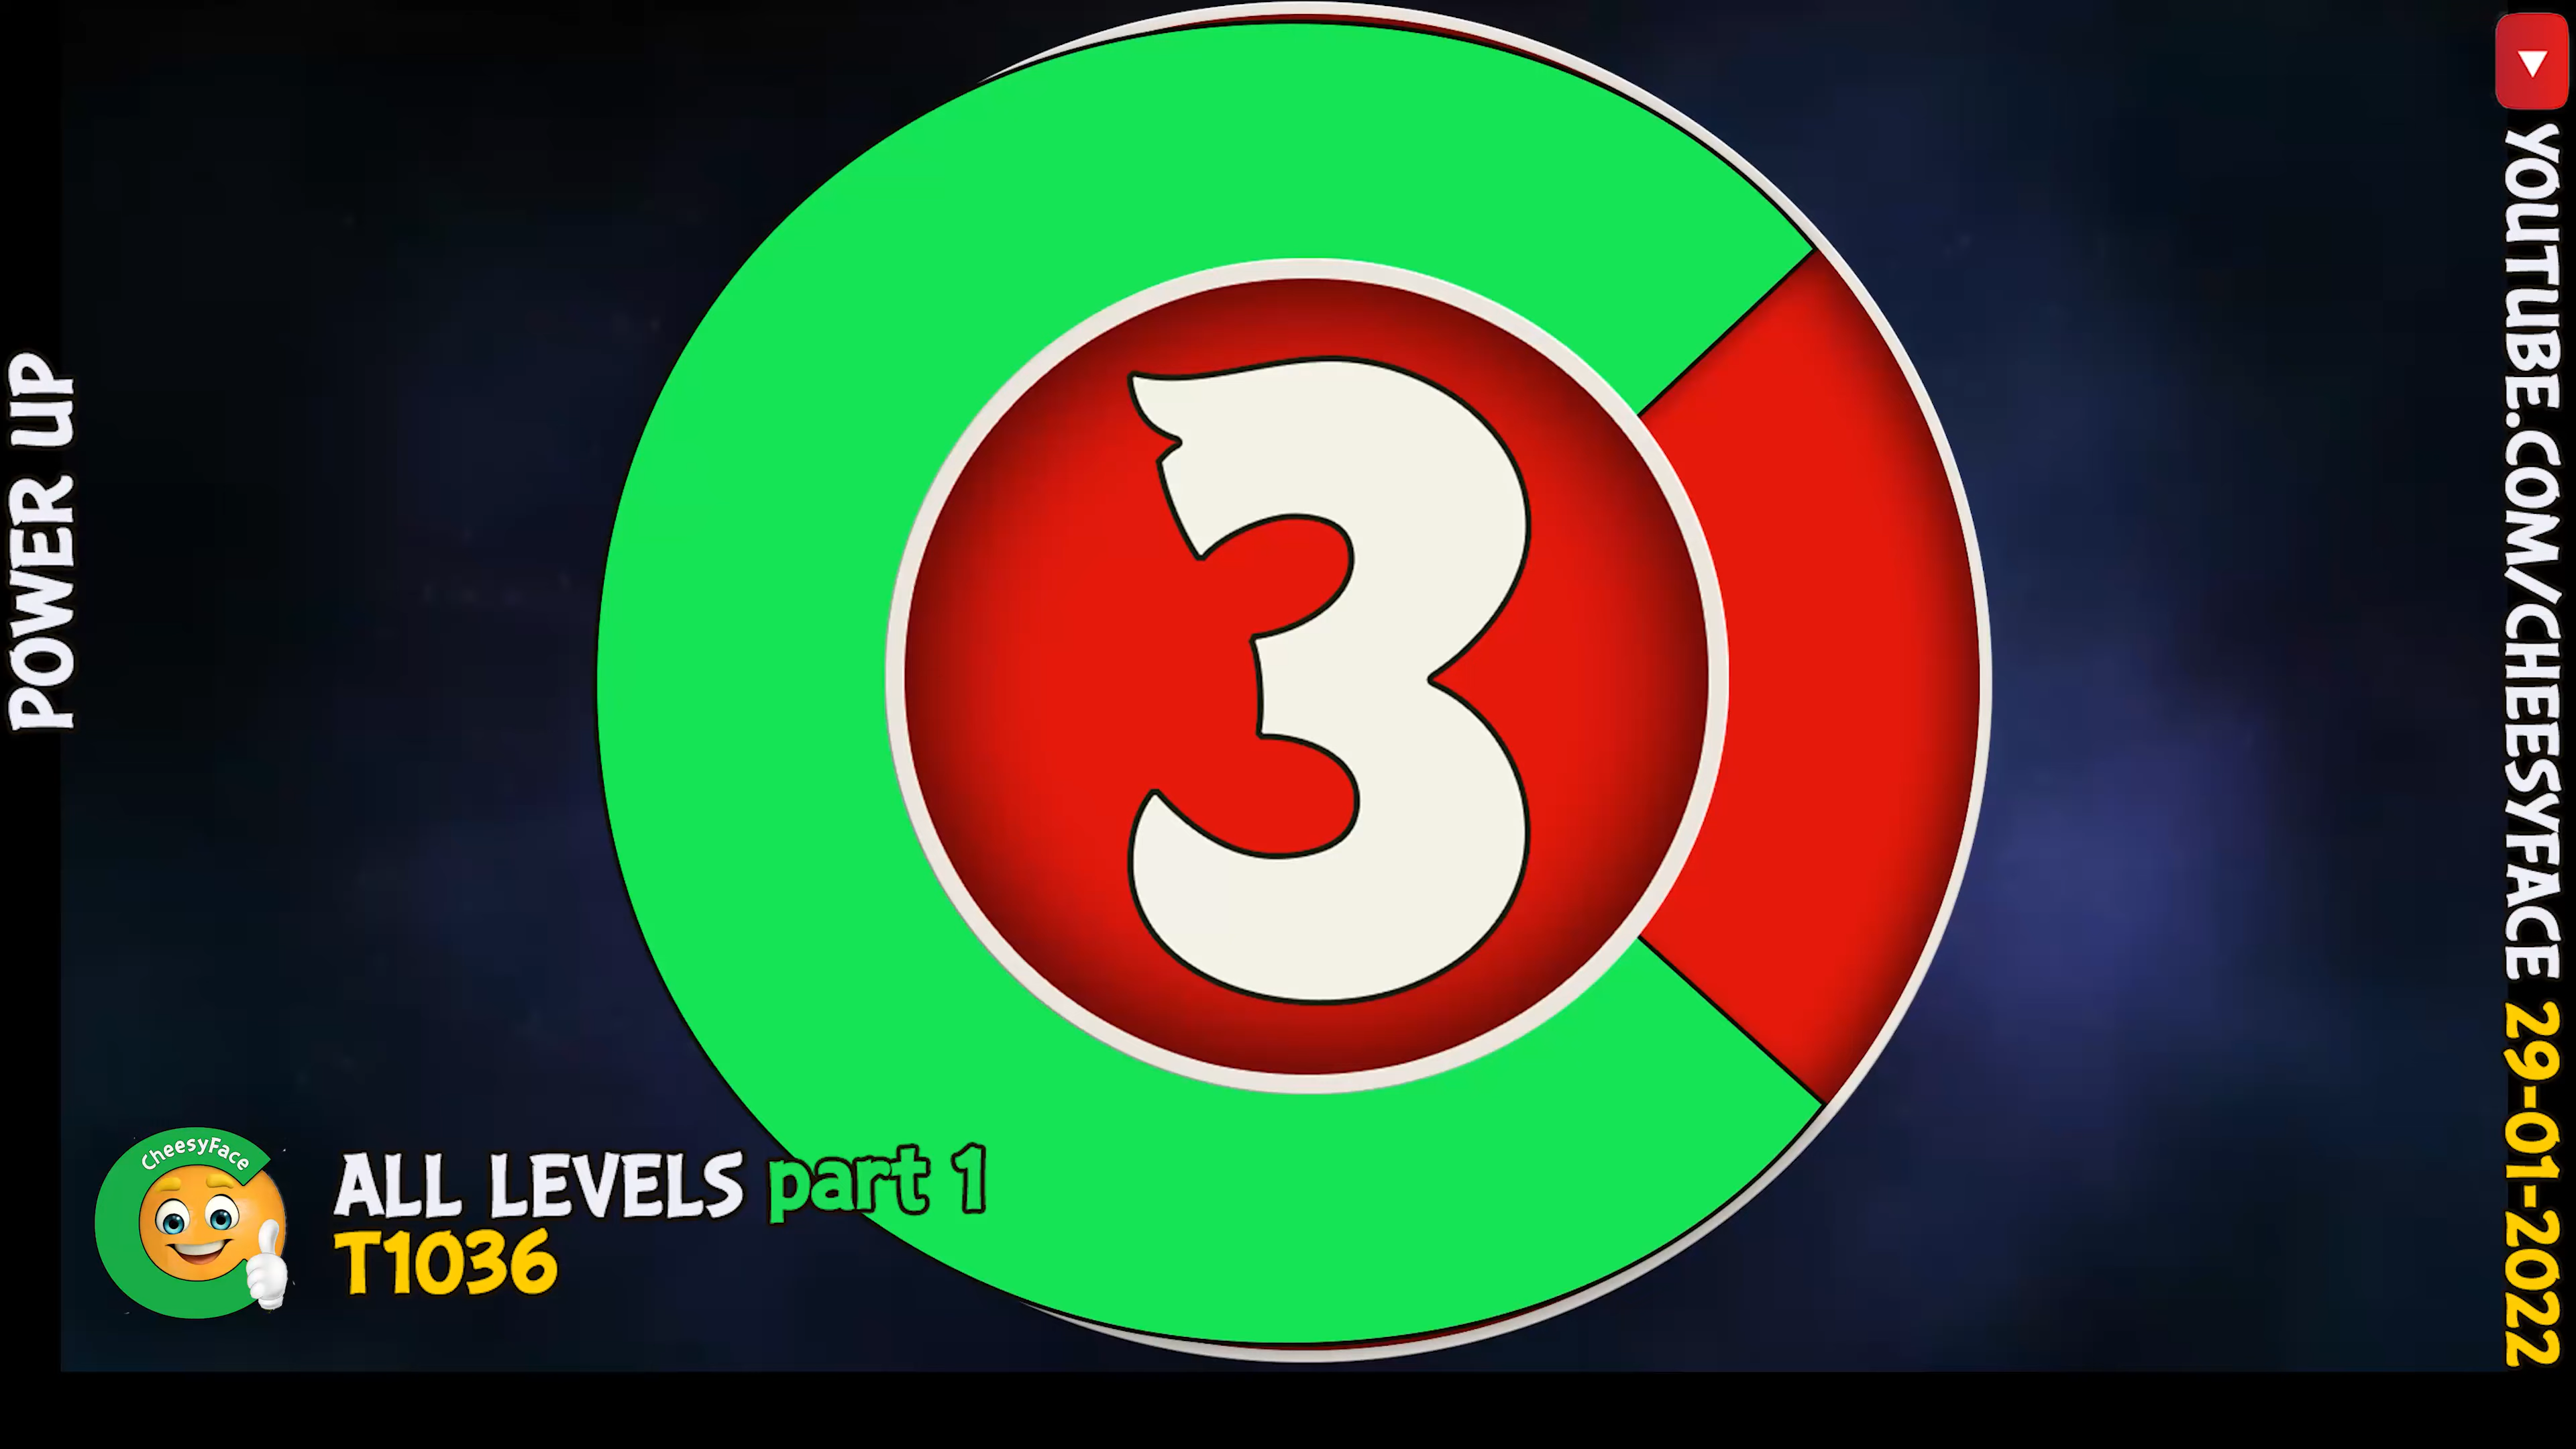 POWER UP
3
CheesyFace
ALL LEVELS part 1
T1036
YOUTUBE.COM/CHEESYFACE 29-01-2022